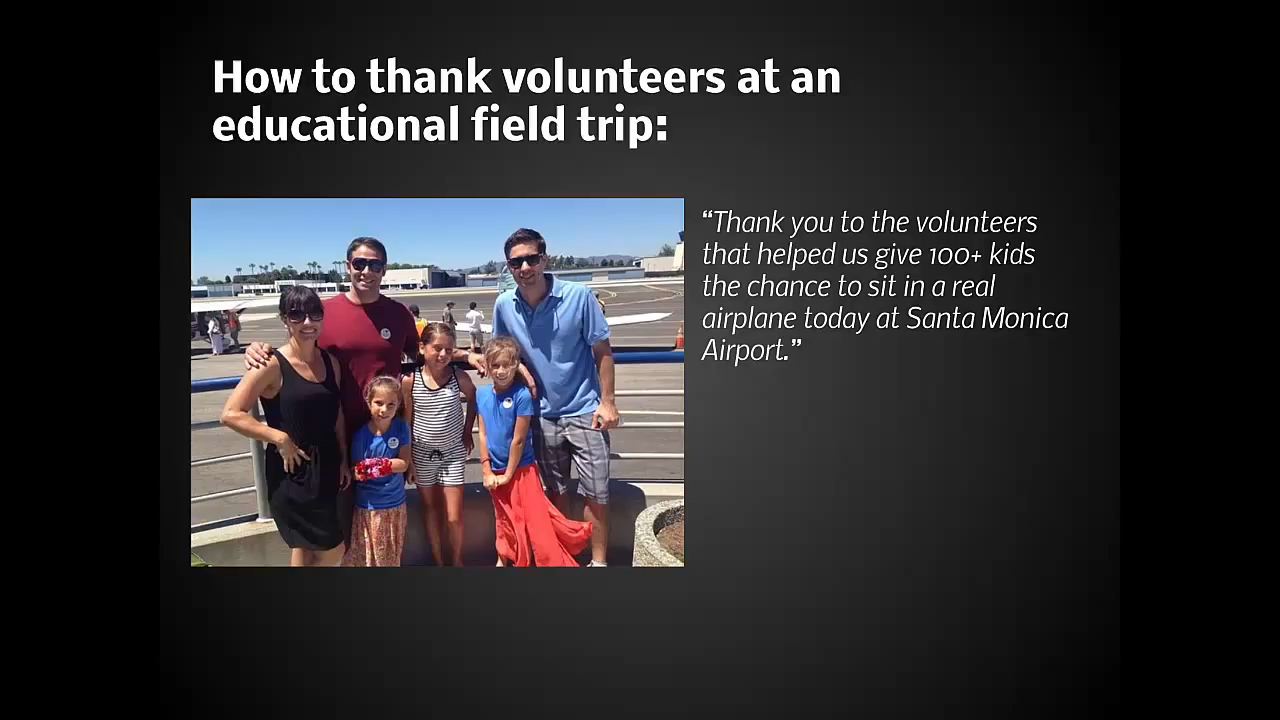 How to thank volunteers at an
educational field trip:
“Thank you to the volunteers
that helped us give 100+ kids
the chance to sit in a real
airplane today at Santa Monica
Airport.”